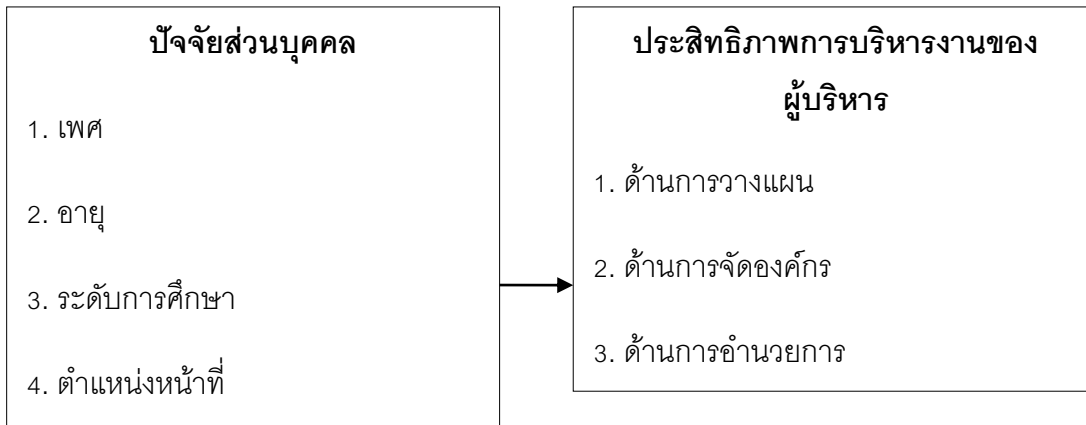 ปัจจัยส่วนบุคคล
1. เพศ
2. อายุ
3. ระดับการศึกษา
4. ตำแหน่งหน้าที่
ประสิทธิภาพการบริหารงานของ
ผู้บริหาร
1. ด้านการวางแผน
2. ด้านการจัดองค์กร
3. ด้านการอำนวยการ